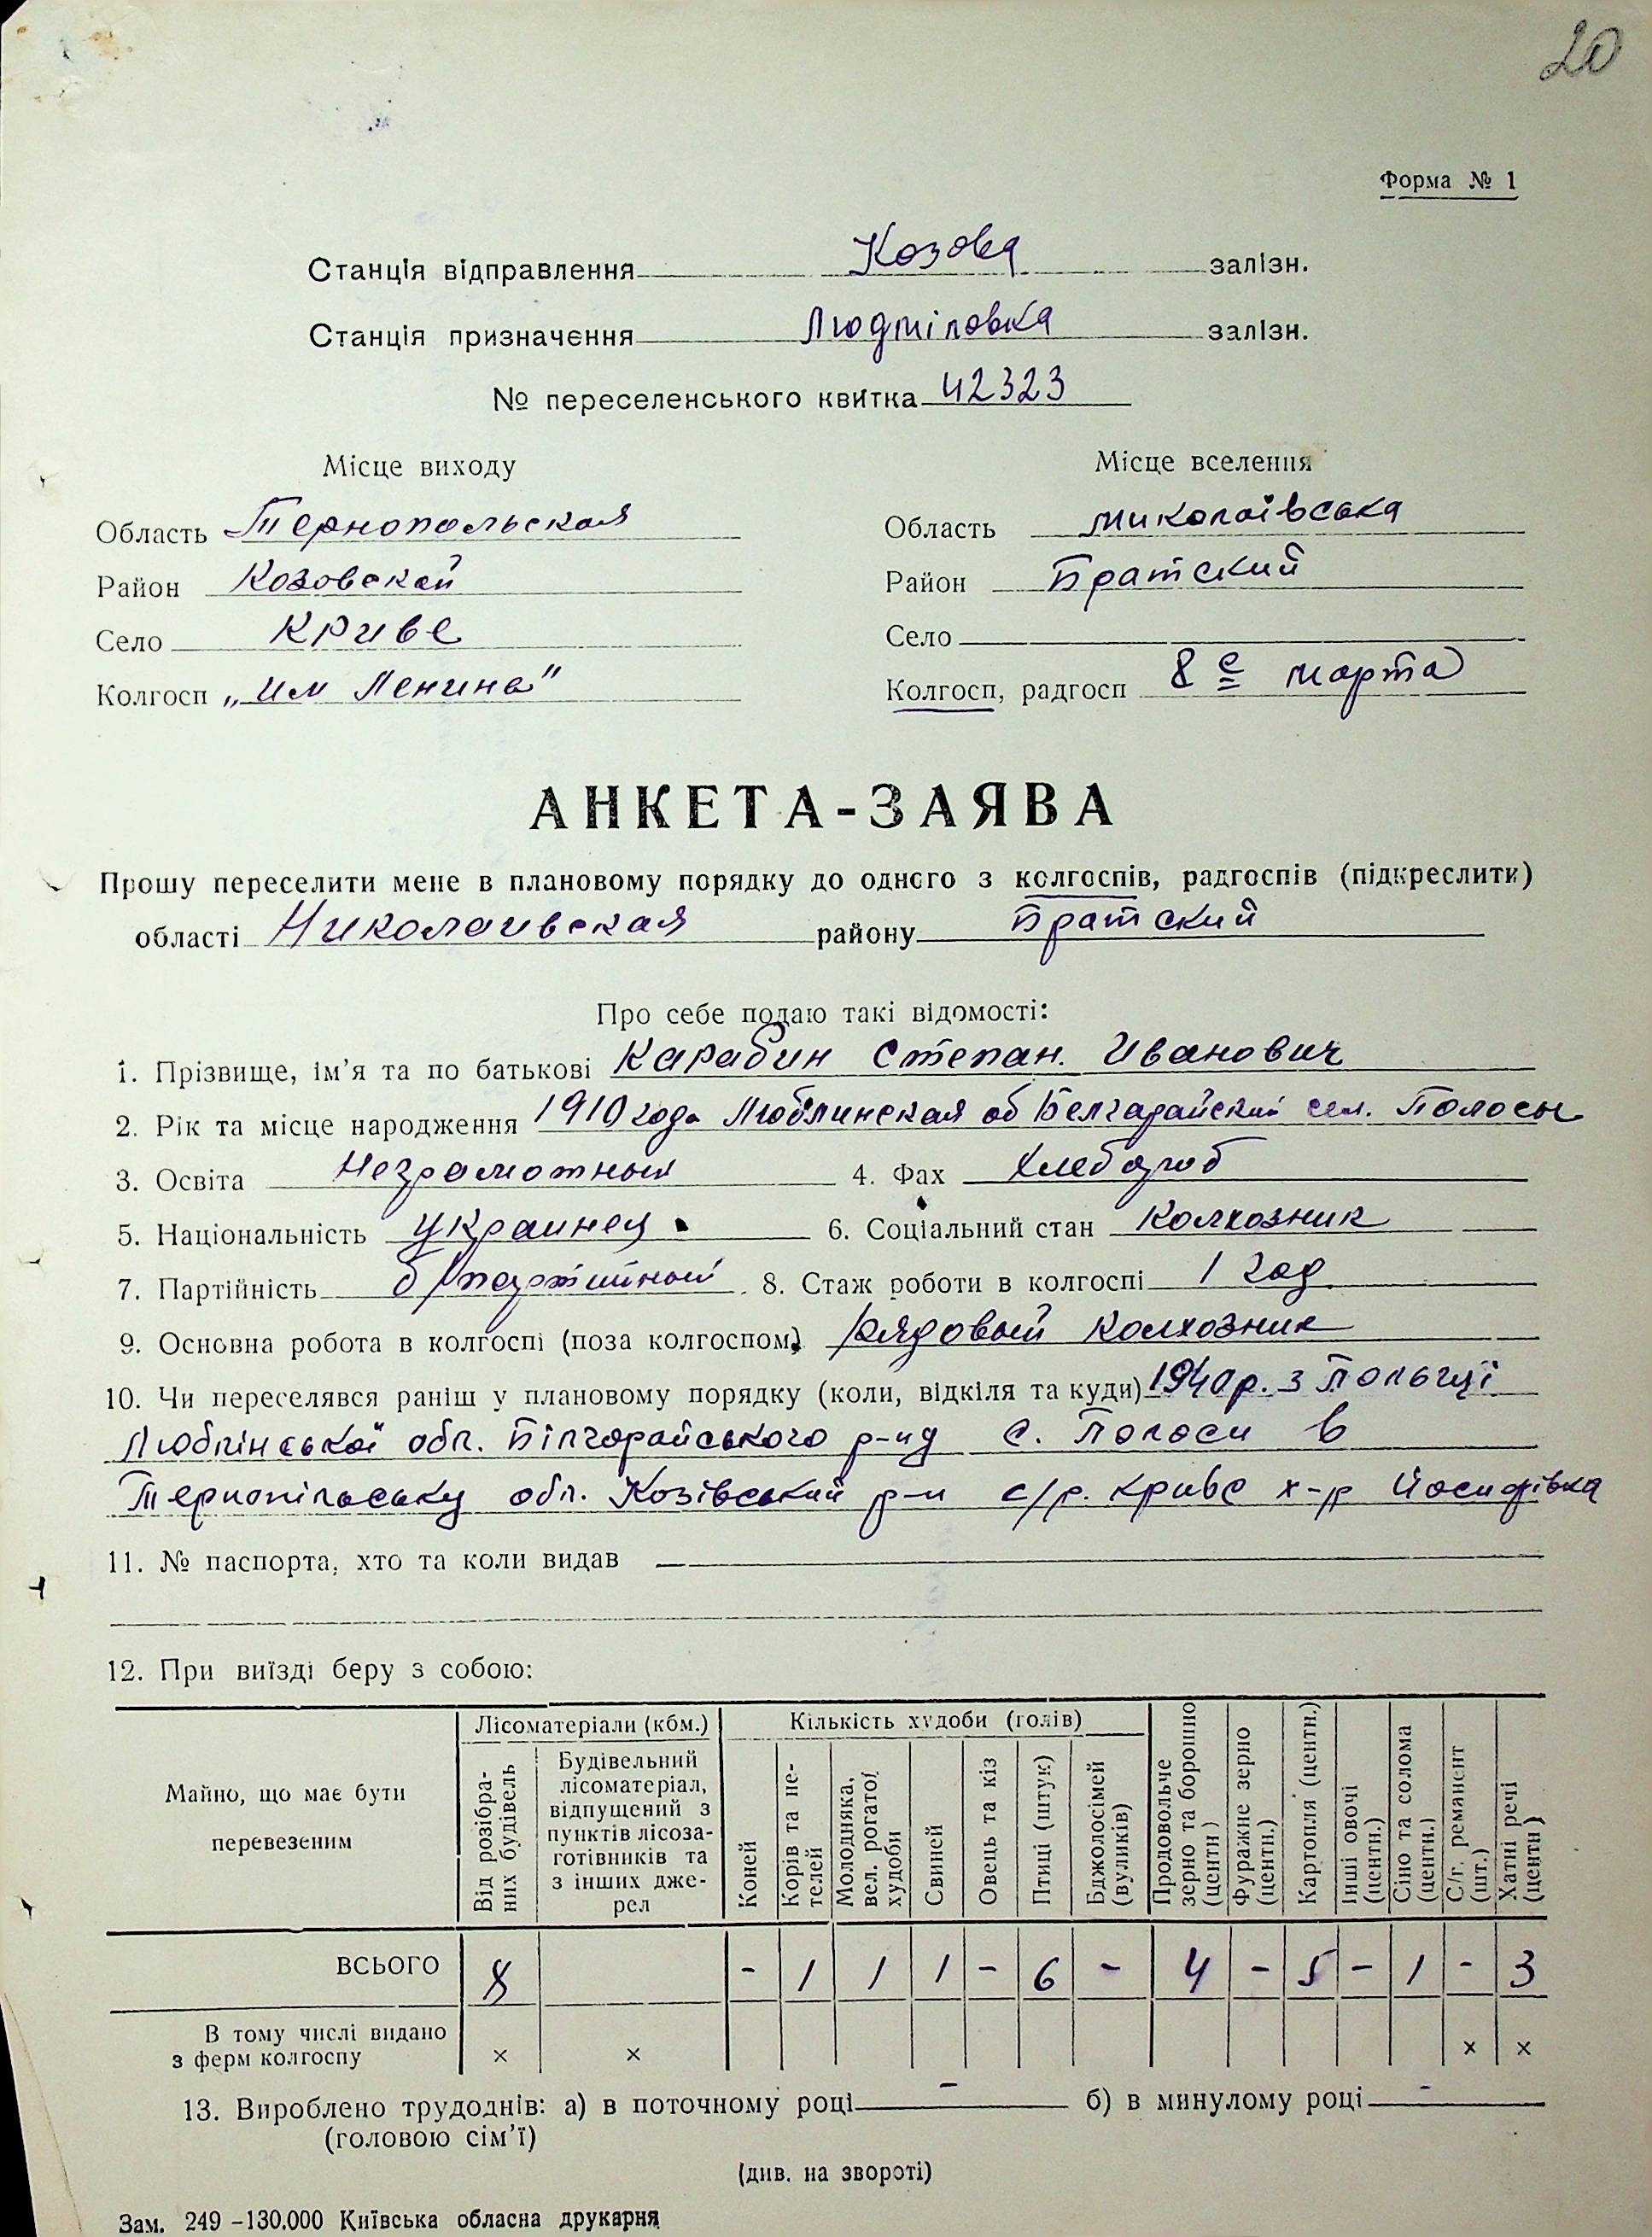 20
Форма № 1
Станція відправлення Козова залізн.
Станція призначення Людміловка залізн.
№ переселенського квитка 42323
Місце виходу
Область Тернопольская
Район Козовский
Село Криве
Колгосп „им Ленина"
Місце вселення
Область Миколаївська
Район Братский
Село
Колгосп, радгосп 8 е марта
АНКЕТА-ЗАЯВА
Прошу переселити мене в плановому порядку до одного з колгоспів, радгоспів (підкреслити)
області Николаивская району Братский
Про себе подаю такі відомості:
1. Прізвище, ім'я та по батькові Карабин Степан. Иванович
2. Рік та місце народження 1910 года Люблинская об Белгарайский сел. Полосы
3. Освіта Неграмотный 4. Фах Хлебороб
5. Національність украинец 6. Соціальний стан Колхозник
7. Партійність б/партийный 8. Стаж роботи в колгоспі 1 год
9. Основна робота в колгоспі (поза колгоспом) рядовый колхозник
10. Чи переселявся раніш у плановому порядку (коли, відкіля та куди) 1940 р. з Польщі
Люблінської обл. Білгорайського р-ну с. Полоси в
Тернопільську обл. Козівський р-н с/р. Криве х-р Йосифівка
11. № паспорта, хто та коли видав
12. При виїзді беру з собою:
Майно, що має бути перевезеним
Лісоматеріали (кбм.)
Від розібраних будівель
Будівельний лісоматеріал, відпущений з пунктів лісозаготівників та з інших джерел
Кількість худоби (голів)
Коней
Корів та нетелей
Молодняка, вел. рогатої худоби
Свиней
Овець та кіз
Птиці (штук)
Бджолосімей (вуликів)
Продовольче зерно та борошно (центн)
Фуражне зерно (центн.)
Картопля (центн.)
Інші овочі (центн.)
Сіно та солома (центн.)
С/г. реманент (шт.)
Хатні речі (центн)
ВСЬОГО 8 - 1 1 1 - 6 - 4 - 5 - 1 - 3
В тому числі видано з ферм колгоспу × × × ×
13. Вироблено трудоднів: а) в поточному році - б) в минулому році -
(головою сім'ї)
(див. на звороті)
Зам. 249 -130.000 Київська обласна друкарня